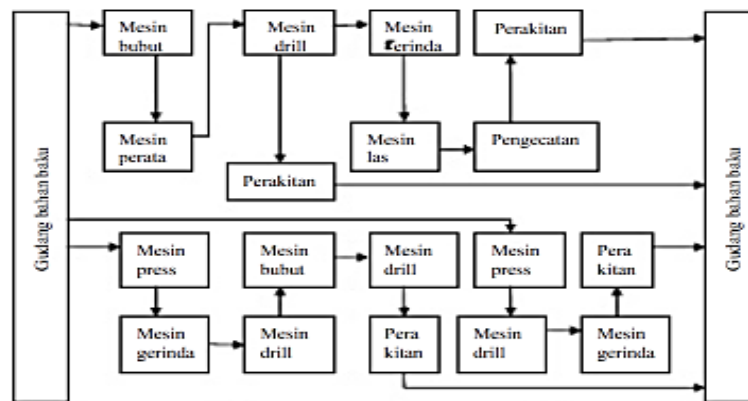 Gudang bahan baku
Mesin
bubut
Mesin
drill
Mesin
gerinda
Perakitan
Mesin
perata
Mesin
las
Pengecatan
Perakitan
Mesin
press
Mesin
bubut
Mesin
drill
Mesin
press
Pera
kitan
Mesin
gerinda
Mesin
drill
Pera
kitan
Mesin
drill
Mesin
gerinda
Gudang bahan baku